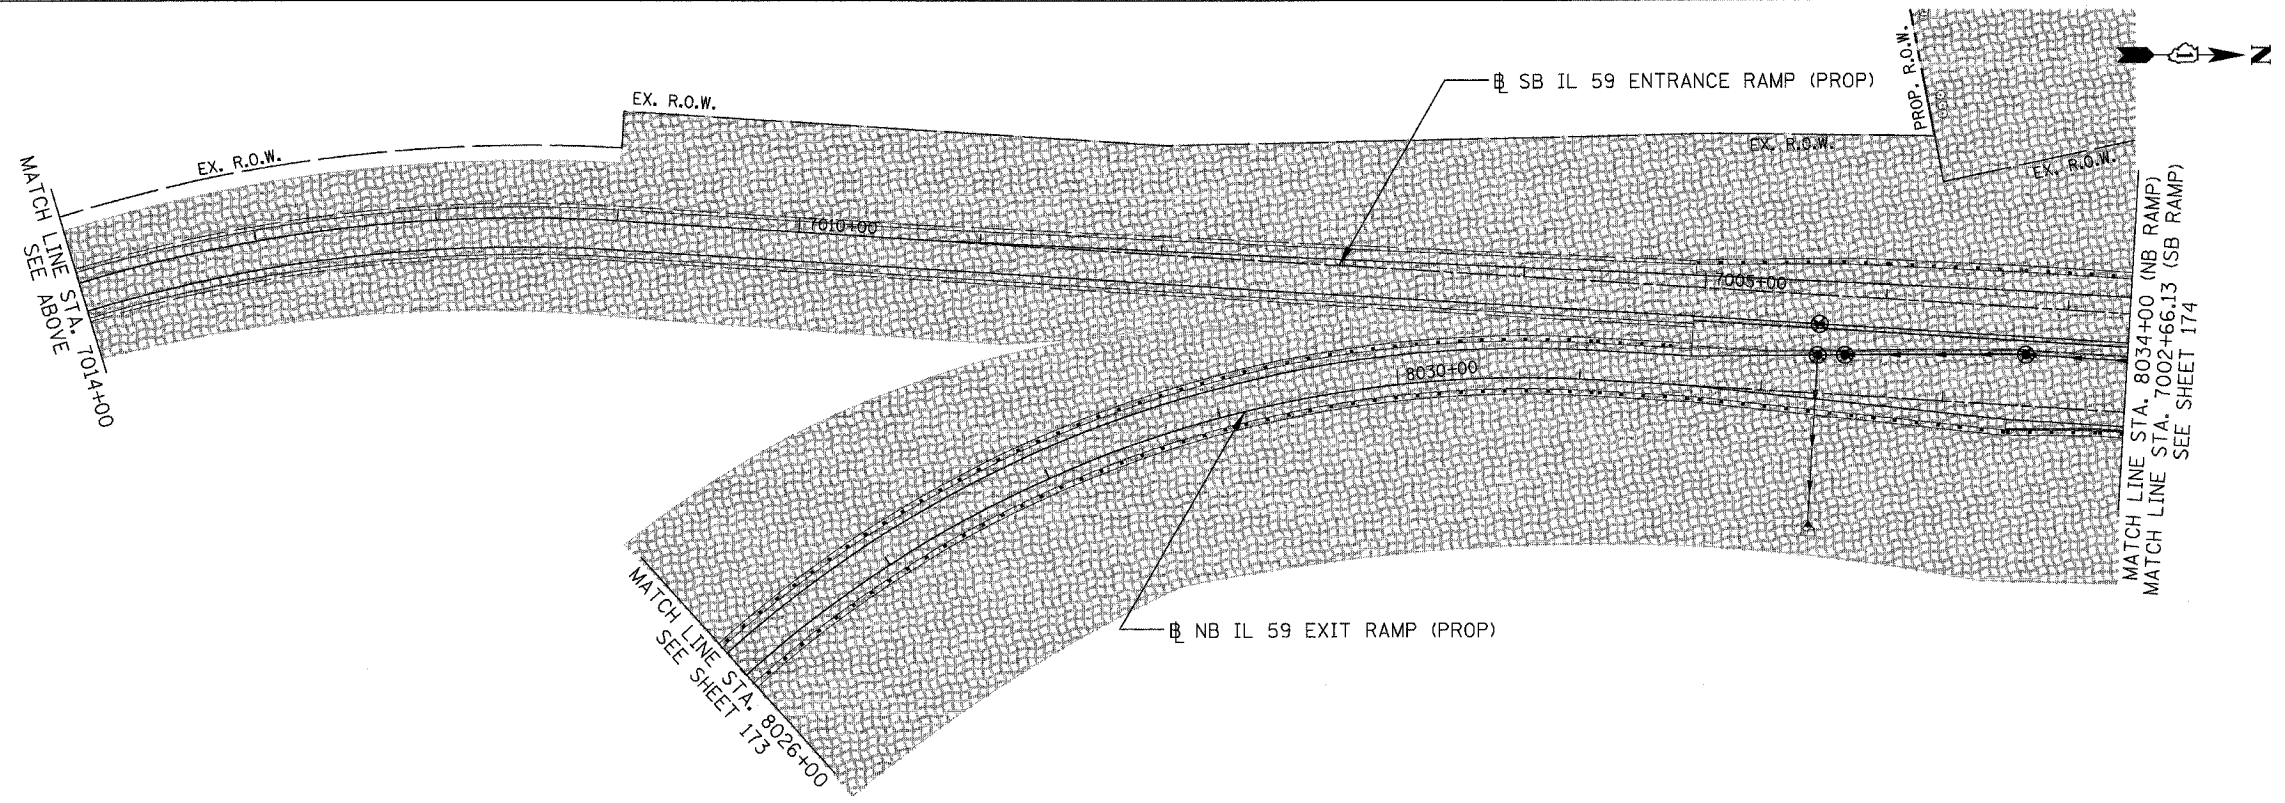 EX. R.O.W.
℄ SB IL 59 ENTRANCE RAMP (PROP)
PROP. R.O.W.
N
EX. R.O.W.
EX. R.O.W.
EX. R.O.W.
MATCH LINE STA. 7014+00
SEE ABOVE
7010+00
7005+00
8030+00
MATCH LINE STA. 8034+00 (NB RAMP)
MATCH LINE STA. 7002+66.13 (SB RAMP)
SEE SHEET 174
℄ NB IL 59 EXIT RAMP (PROP)
MATCH LINE STA. 8026+00
SEE SHEET 173